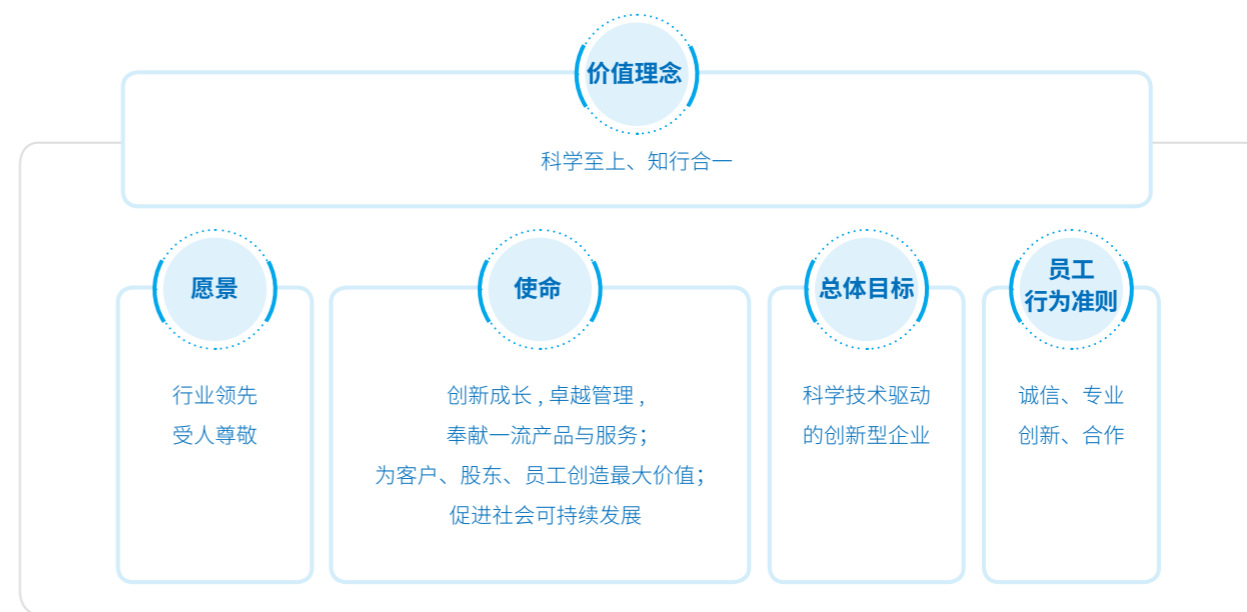 价值理念
科学至上、知行合一
愿景
行业领先
受人尊敬
使命
创新成长 , 卓越管理 ,
奉献一流产品与服务；
为客户、股东、员工创造最大价值；
促进社会可持续发展
总体目标
科学技术驱动
的创新型企业
员工
行为准则
诚信、专业
创新、合作